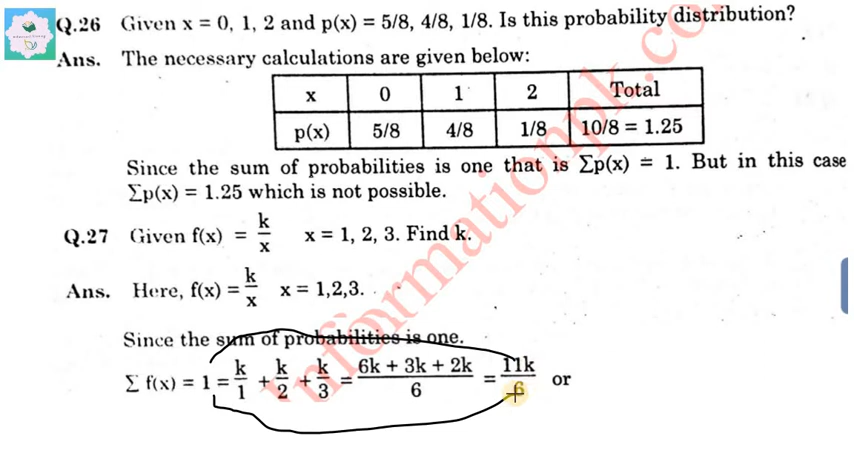 Q.26 Given x = 0, 1, 2 and p(x) = 5/8, 4/8, 1/8. Is this probability distribution?
Ans. The necessary calculations are given below:
x 0 1 2 Total
p(x) 5/8 4/8 1/8 10/8 = 1.25
Since the sum of probabilities is one that is Σp(x) = 1. But in this case
Σp(x) = 1.25 which is not possible.
Q.27 Given f(x) = k/x x = 1, 2, 3. Find k.
Ans. Here, f(x) = k/x x = 1,2,3.
Since the sum of probabilities is one.
Σ f(x) = 1 = k/1 + k/2 + k/3 = 6k + 3k + 2k/6 = 11k/6 or
informationpk.co